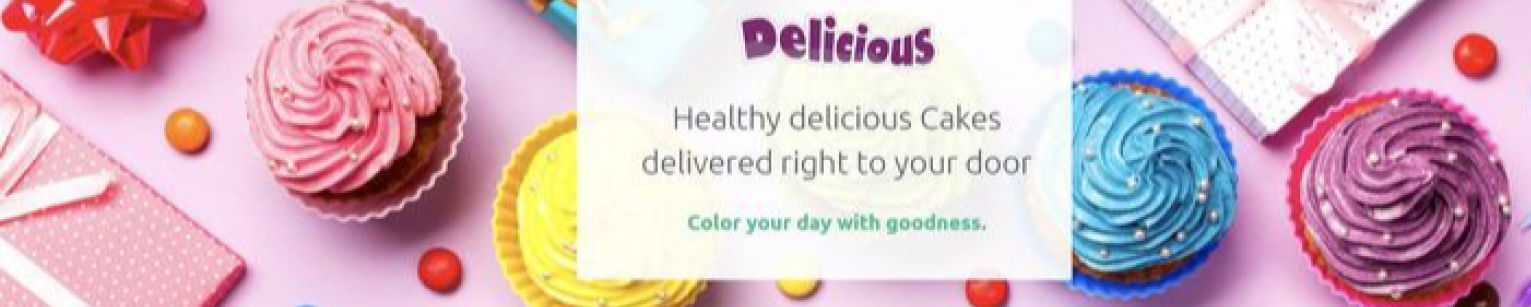 Delicious
Healthy delicious Cakes
delivered right to your door
Color your day with goodness.